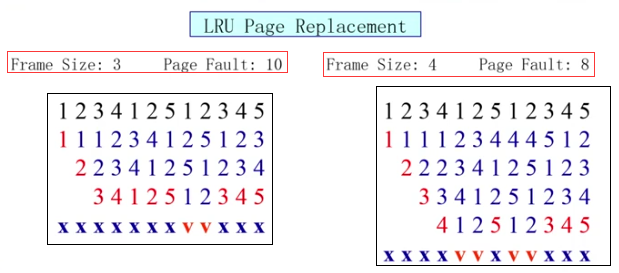 LRU Page Replacement
Frame Size: 3 Page Fault: 10
1 2 3 4 1 2 5 1 2 3 4 5
1 1 1 2 3 4 1 2 5 1 2 3
2 2 3 4 1 2 5 1 2 3 4
3 4 1 2 5 1 2 3 4 5
x x x x x x x v v x x x
Frame Size: 4 Page Fault: 8
1 2 3 4 1 2 5 1 2 3 4 5
1 1 1 1 2 3 4 4 4 5 1 2
2 2 2 3 4 1 2 5 1 2 3
3 3 4 1 2 5 1 2 3 4
4 1 2 5 1 2 3 4 5
x x x x v v x v v x x x